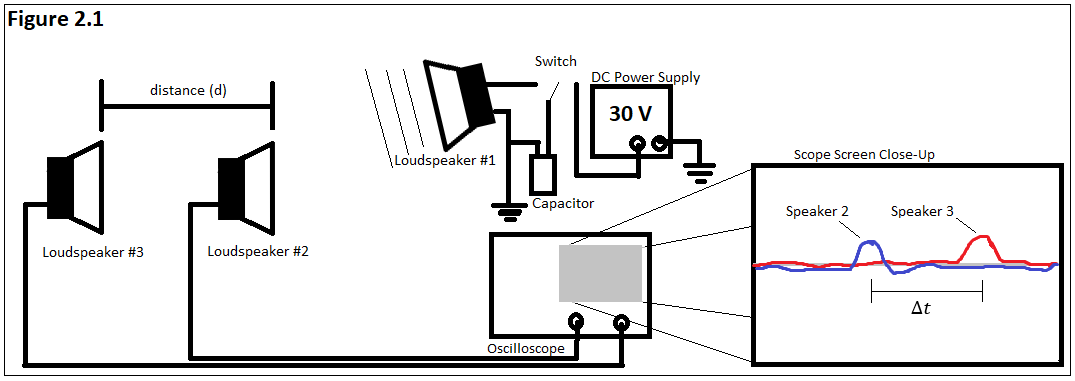 Figure 2.1
Switch
distance (d)
DC Power Supply
30 V
Loudspeaker #1
Scope Screen Close-Up
Capacitor
Speaker 2
Speaker 3
Loudspeaker #3
Loudspeaker #2
Δt
Oscilloscope